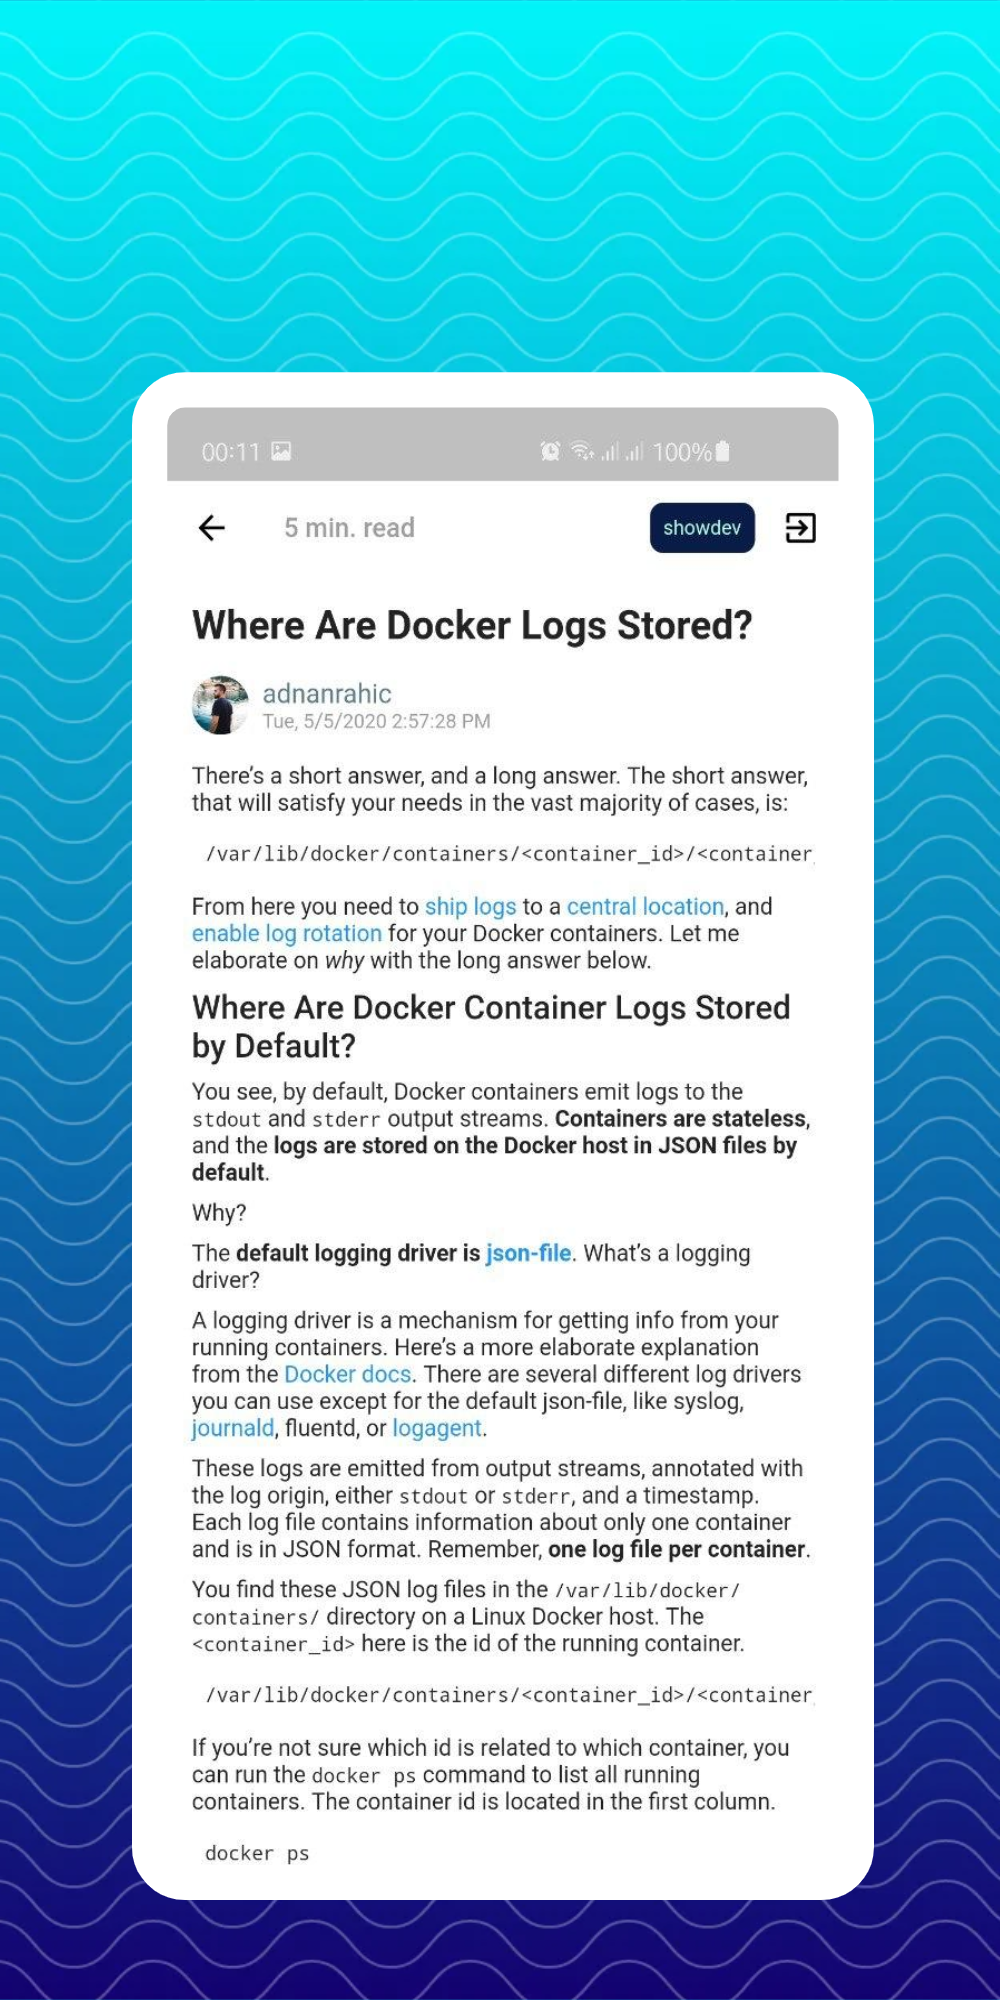 00:11 100%
5 min. read showdev
Where Are Docker Logs Stored?
adnanrahic
Tue, 5/5/2020 2:57:28 PM
There's a short answer, and a long answer. The short answer,
that will satisfy your needs in the vast majority of cases, is:
/var/lib/docker/containers/<container_id>/<container
From here you need to ship logs to a central location, and
enable log rotation for your Docker containers. Let me
elaborate on why with the long answer below.
Where Are Docker Container Logs Stored
by Default?
You see, by default, Docker containers emit logs to the
stdout and stderr output streams. Containers are stateless,
and the logs are stored on the Docker host in JSON files by
default.
Why?
The default logging driver is json-file. What's a logging
driver?
A logging driver is a mechanism for getting info from your
running containers. Here's a more elaborate explanation
from the Docker docs. There are several different log drivers
you can use except for the default json-file, like syslog,
journald, fluentd, or logagent.
These logs are emitted from output streams, annotated with
the log origin, either stdout or stderr, and a timestamp.
Each log file contains information about only one container
and is in JSON format. Remember, one log file per container.
You find these JSON log files in the /var/lib/docker/
containers/ directory on a Linux Docker host. The
<container_id> here is the id of the running container.
/var/lib/docker/containers/<container_id>/<container
If you're not sure which id is related to which container, you
can run the docker ps command to list all running
containers. The container id is located in the first column.
docker ps